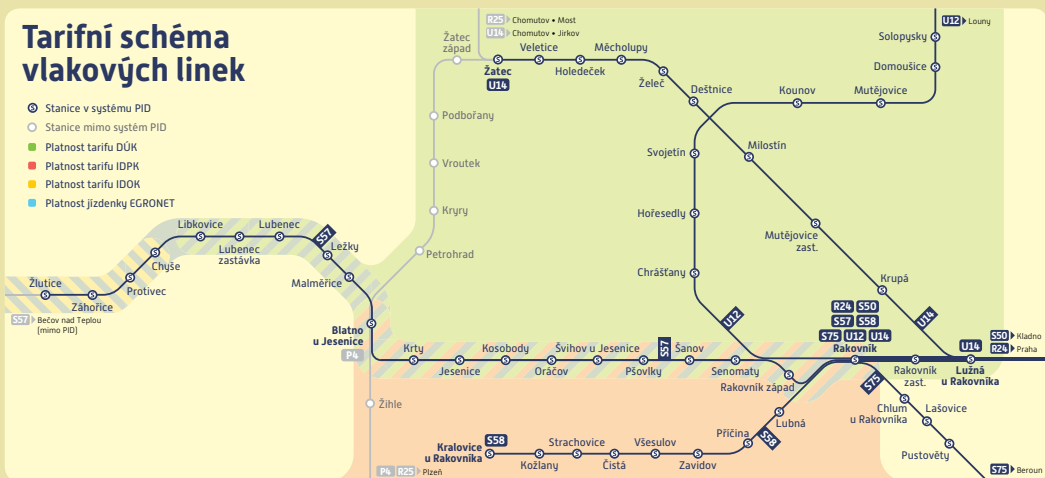 Tarifní schéma
vlakových linek
Stanice v systému PID
Stanice mimo systém PID
Platnost tarifu DÚK
Platnost tarifu IDPK
Platnost tarifu IDOK
Platnost jízdenky EGRONET
R25 Chomutov • Most
U14 Chomutov • Jirkov
Žatec
západ
Žatec
U14
Veletice
Holedeček
Měcholupy
Želeč
Deštnice
Kounov
Mutějovice
Domoušice
Solopysky
U12 Louny
Podbořany
Vroutek
Kryry
Petrohrad
Svojetín
Hořesedly
Chrášťany
U12
Milostín
Mutějovice
zast.
Krupá
U14
Žlutice
Záhořice
Protivec
Chyše
Libkovice
Lubenec
zastávka
Lubenec
S57
Ležky
Malměřice
S57 Bečov nad Teplou
(mimo PID)
Blatno
u Jesenice
P4
Krty
Jesenice
Kosobody
Oráčov
Švihov u Jesenice
Pšovlky
S57
Šanov
Senomaty
Rakovník západ
R24 S50
S57 S58
S75 U12 U14
Rakovník
Rakovník
zast.
U14
Lužná
u Rakovníka
S50 Kladno
R24 Praha
S75
Chlum
u Rakovníka
Lašovice
Pustověty
S75 Beroun
Žihle
P4 R25 Plzeň
S58
Kralovice
u Rakovníka
Kožlany
Strachovice
Čistá
Všesulov
Zavidov
Příčina
S58
Lubná